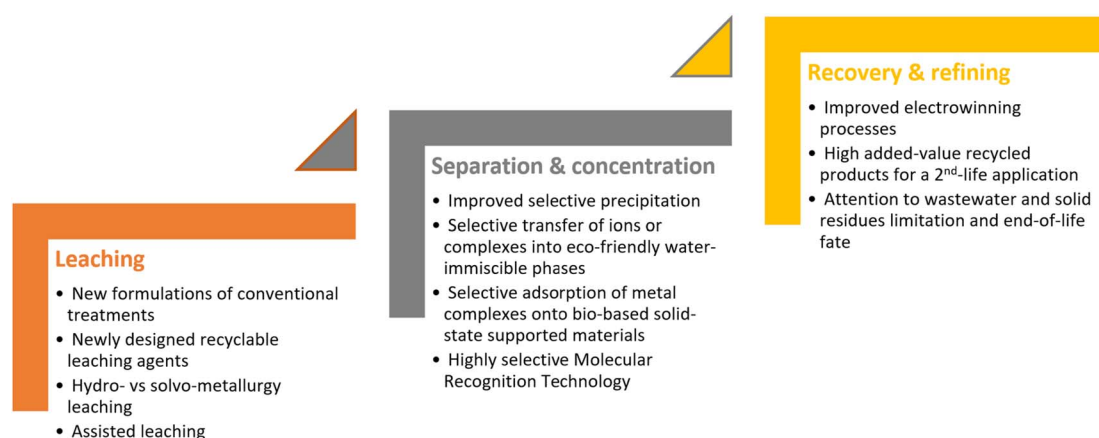 Leaching
• New formulations of conventional
treatments
• Newly designed recyclable
leaching agents
• Hydro- vs solvo-metallurgy
leaching
• Assisted leaching
Separation & concentration
• Improved selective precipitation
• Selective transfer of ions or
complexes into eco-friendly water-
immiscible phases
• Selective adsorption of metal
complexes onto bio-based solid-
state supported materials
• Highly selective Molecular
Recognition Technology
Recovery & refining
• Improved electrowinning
processes
• High added-value recycled
products for a 2nd-life application
• Attention to wastewater and solid
residues limitation and end-of-life
fate